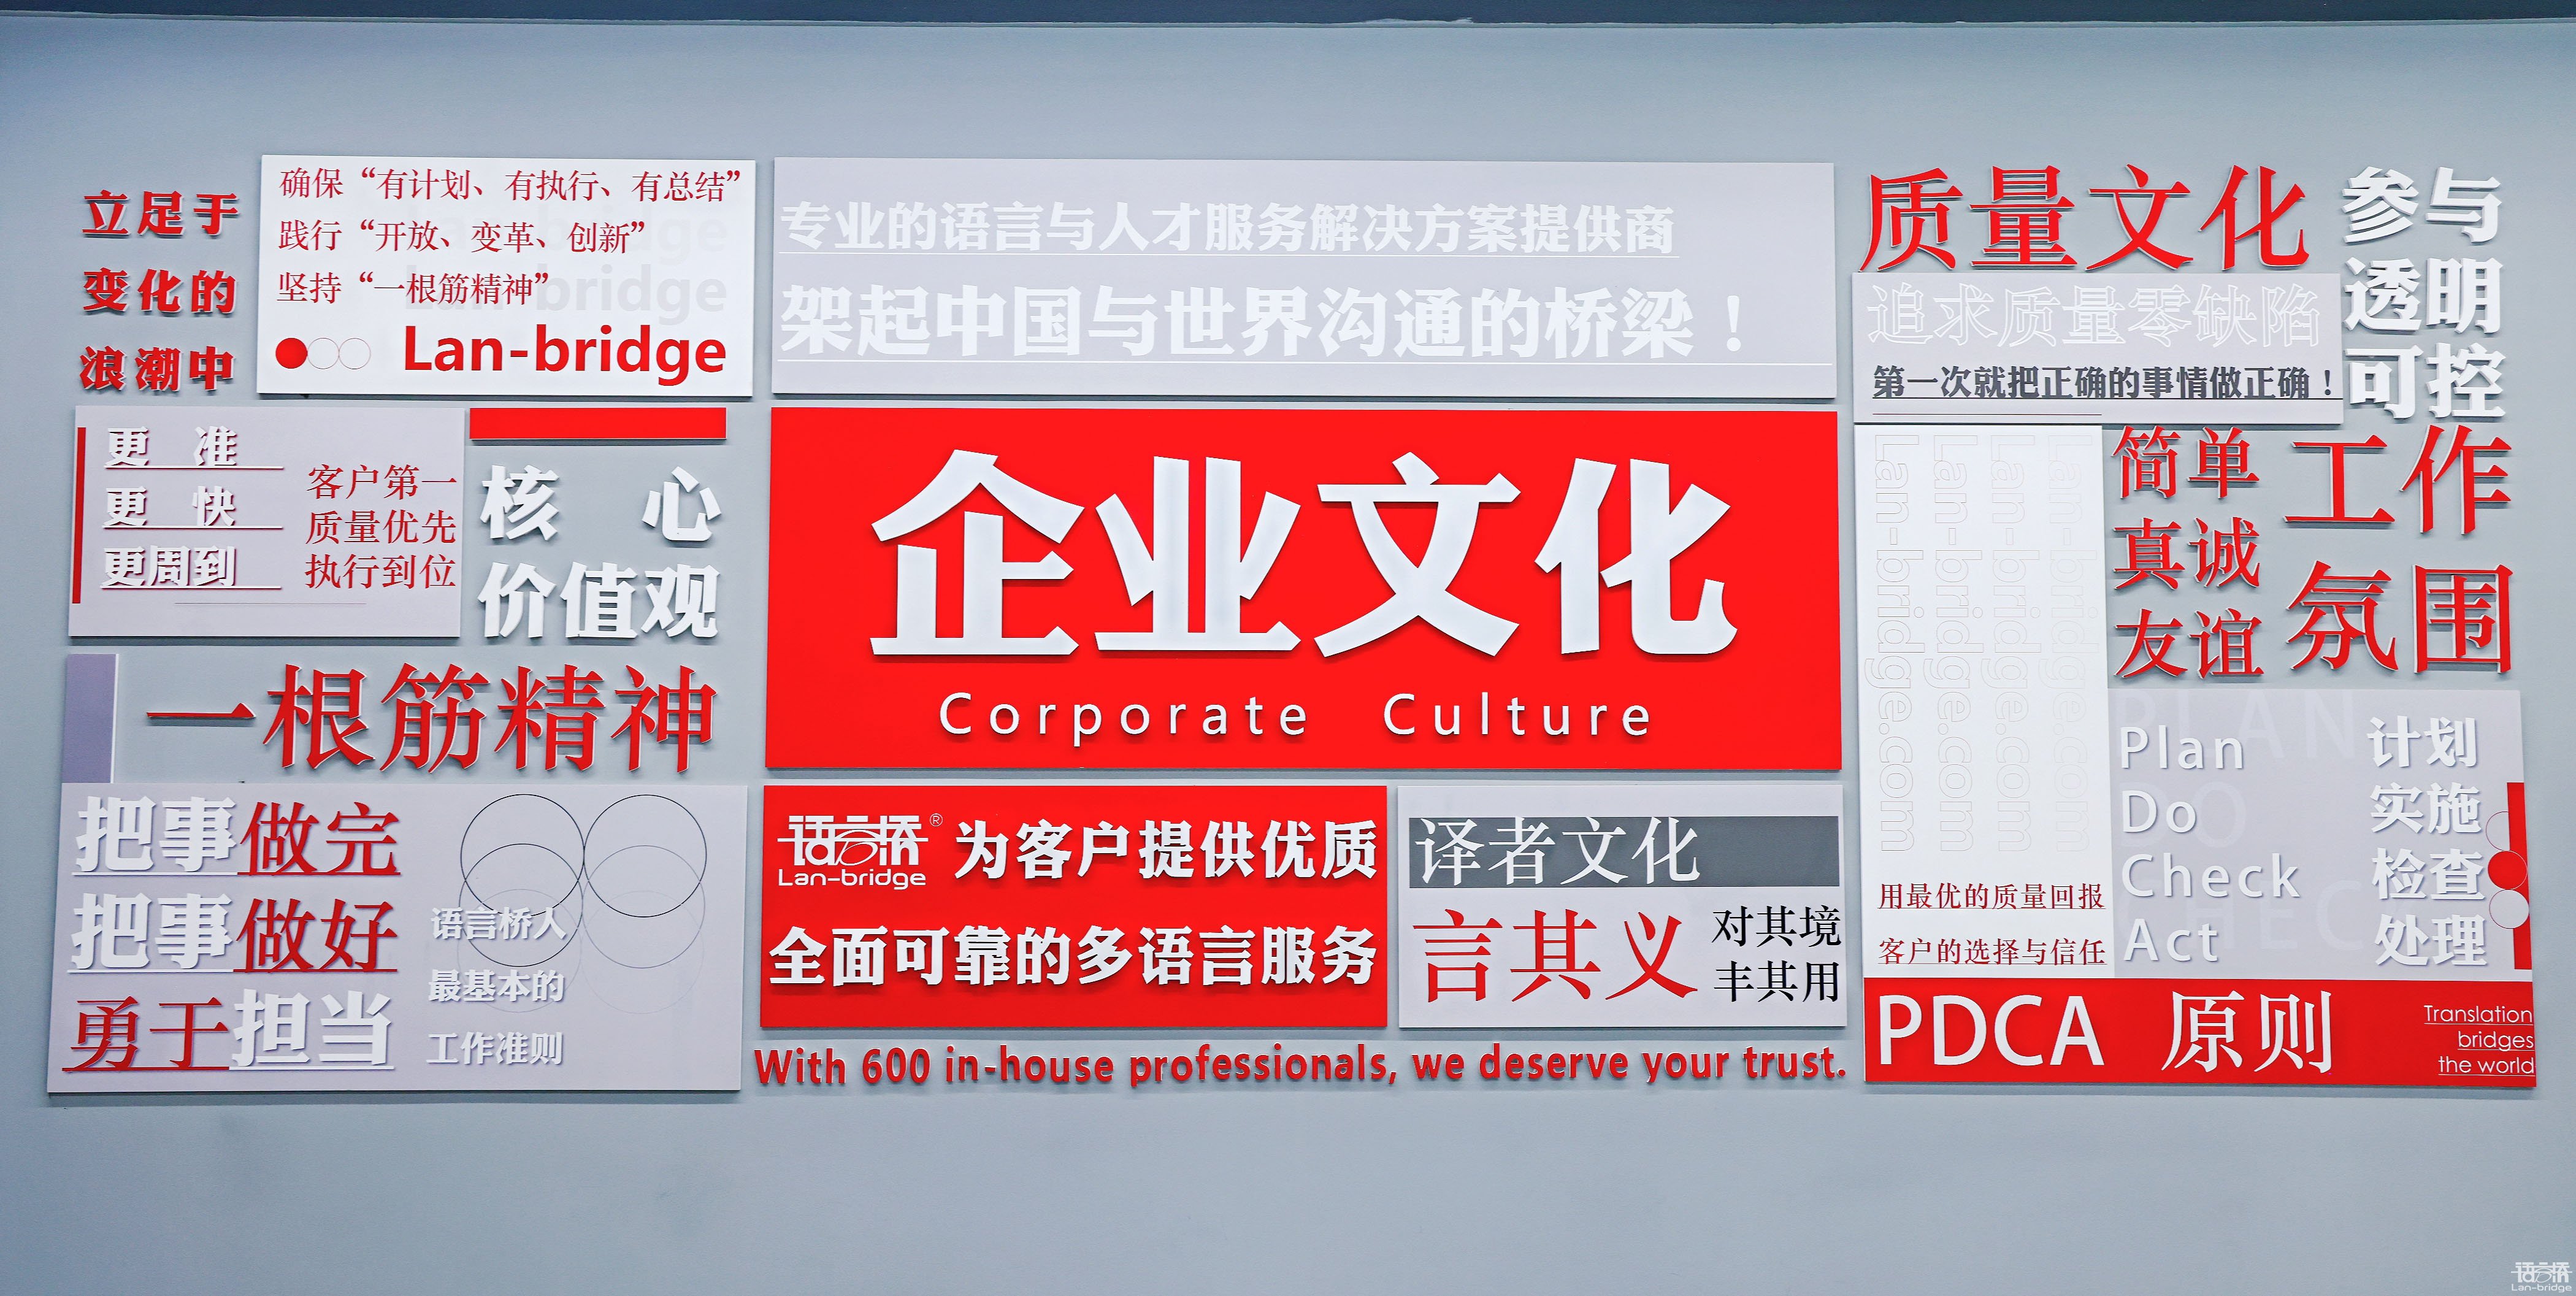 立足于
变化的
浪潮中
确保“有计划、有执行、有总结”
践行“开放、变革、创新”
坚持“一根筋精神”
Lan-bridge
bridge
更 准
更 快
更周到
客户第一
质量优先
执行到位
核 心
价值观
一根筋精神
把事做完
把事做好
勇于担当
语言桥人
最基本的
工作准则
专业的语言与人才服务解决方案提供商
架起中国与世界沟通的桥梁！
企业文化
Corporate Culture
语言桥®
Lan-bridge
为客户提供优质
全面可靠的多语言服务
译者文化
言其义
对其境
丰其用
With 600 in-house professionals, we deserve your trust.
质量文化
参与
透明
可控
追求质量零缺陷
第一次就把正确的事情做正确！
Lan-bridge.com
Lan-bridge.com
Lan-bridge.com
Lan-bridge.com
用最优的质量回报
客户的选择与信任
简单
真诚
友谊
工作
氛围
PLAN
DO
CHEC
Plan 计划
Do 实施
Check 检查
Act 处理
PDCA 原则
Translation
bridges
the world
语言桥
Lan-bridge